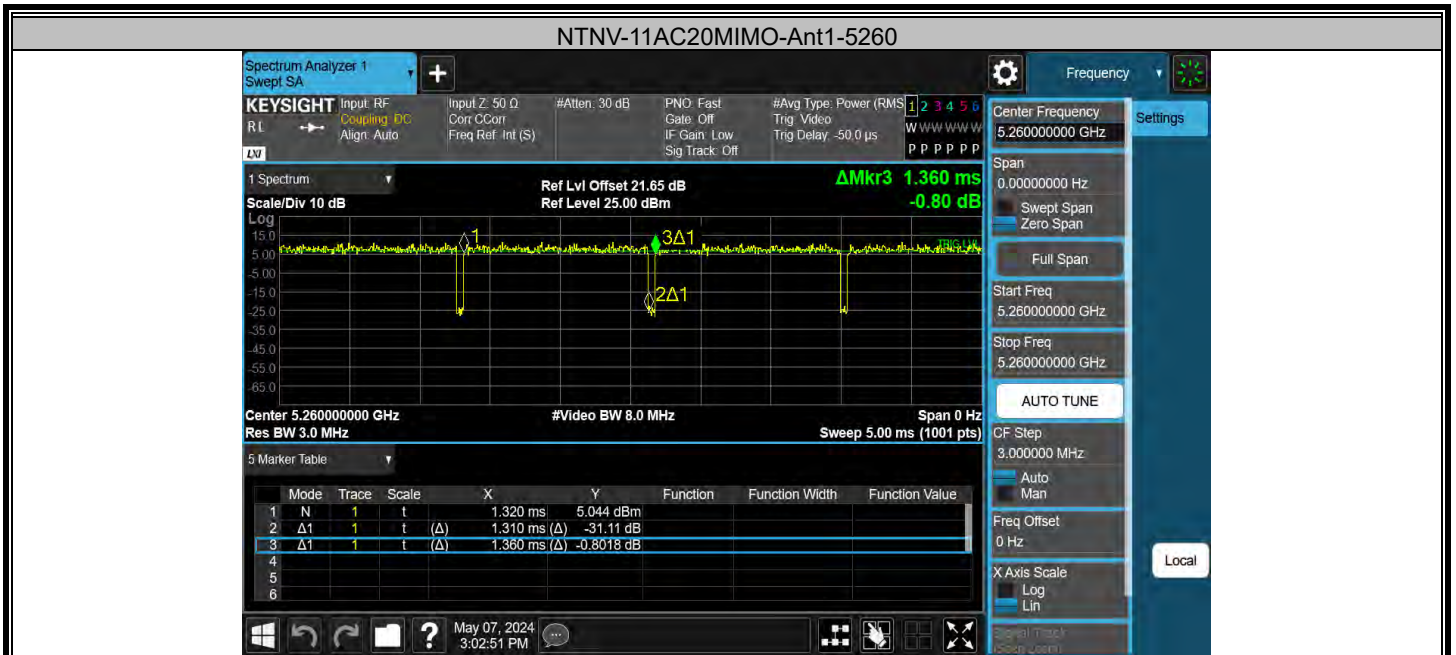 NTNV-11AC20MIMO-Ant1-5260
Spectrum Analyzer 1
Swept SA
Frequency
KEYSIGHT
RL
LXI
Input: RF
Coupling: DC
Align: Auto
Input Z: 50 Ω
Corr CCorr
Freq Ref: Int (S)
#Atten: 30 dB
PNO: Fast
Gate: Off
IF Gain: Low
Sig Track: Off
#Avg Type: Power (RMS
Trig: Video
Trig Delay: -50.0 µs
1 2 3 4 5 6
W W W W W W
P P P P P P
1 Spectrum
Scale/Div 10 dB
Log
Ref Lvl Offset 21.65 dB
Ref Level 25.00 dBm
ΔMkr3 1.360 ms
-0.80 dB
15.0
5.00
-5.00
-15.0
-25.0
-35.0
-45.0
-55.0
-65.0
1
3Δ1
2Δ1
TRIG LVL
Center 5.260000000 GHz
#Video BW 8.0 MHz
Span 0 Hz
Res BW 3.0 MHz
Sweep 5.00 ms (1001 pts)
5 Marker Table
Mode Trace Scale X Y Function Function Width Function Value
1 N 1 t 1.320 ms 5.044 dBm
2 Δ1 1 t (Δ) 1.310 ms (Δ) -31.11 dB
3 Δ1 1 t (Δ) 1.360 ms (Δ) -0.8018 dB
4
5
6
?
May 07, 2024
3:02:51 PM
Center Frequency
5.260000000 GHz
Settings
Span
0.00000000 Hz
Swept Span
Zero Span
Full Span
Start Freq
5.260000000 GHz
Stop Freq
5.260000000 GHz
AUTO TUNE
CF Step
3.000000 MHz
Auto
Man
Freq Offset
0 Hz
X Axis Scale
Log
Lin
Local
Signal Track
(Span Zoom)